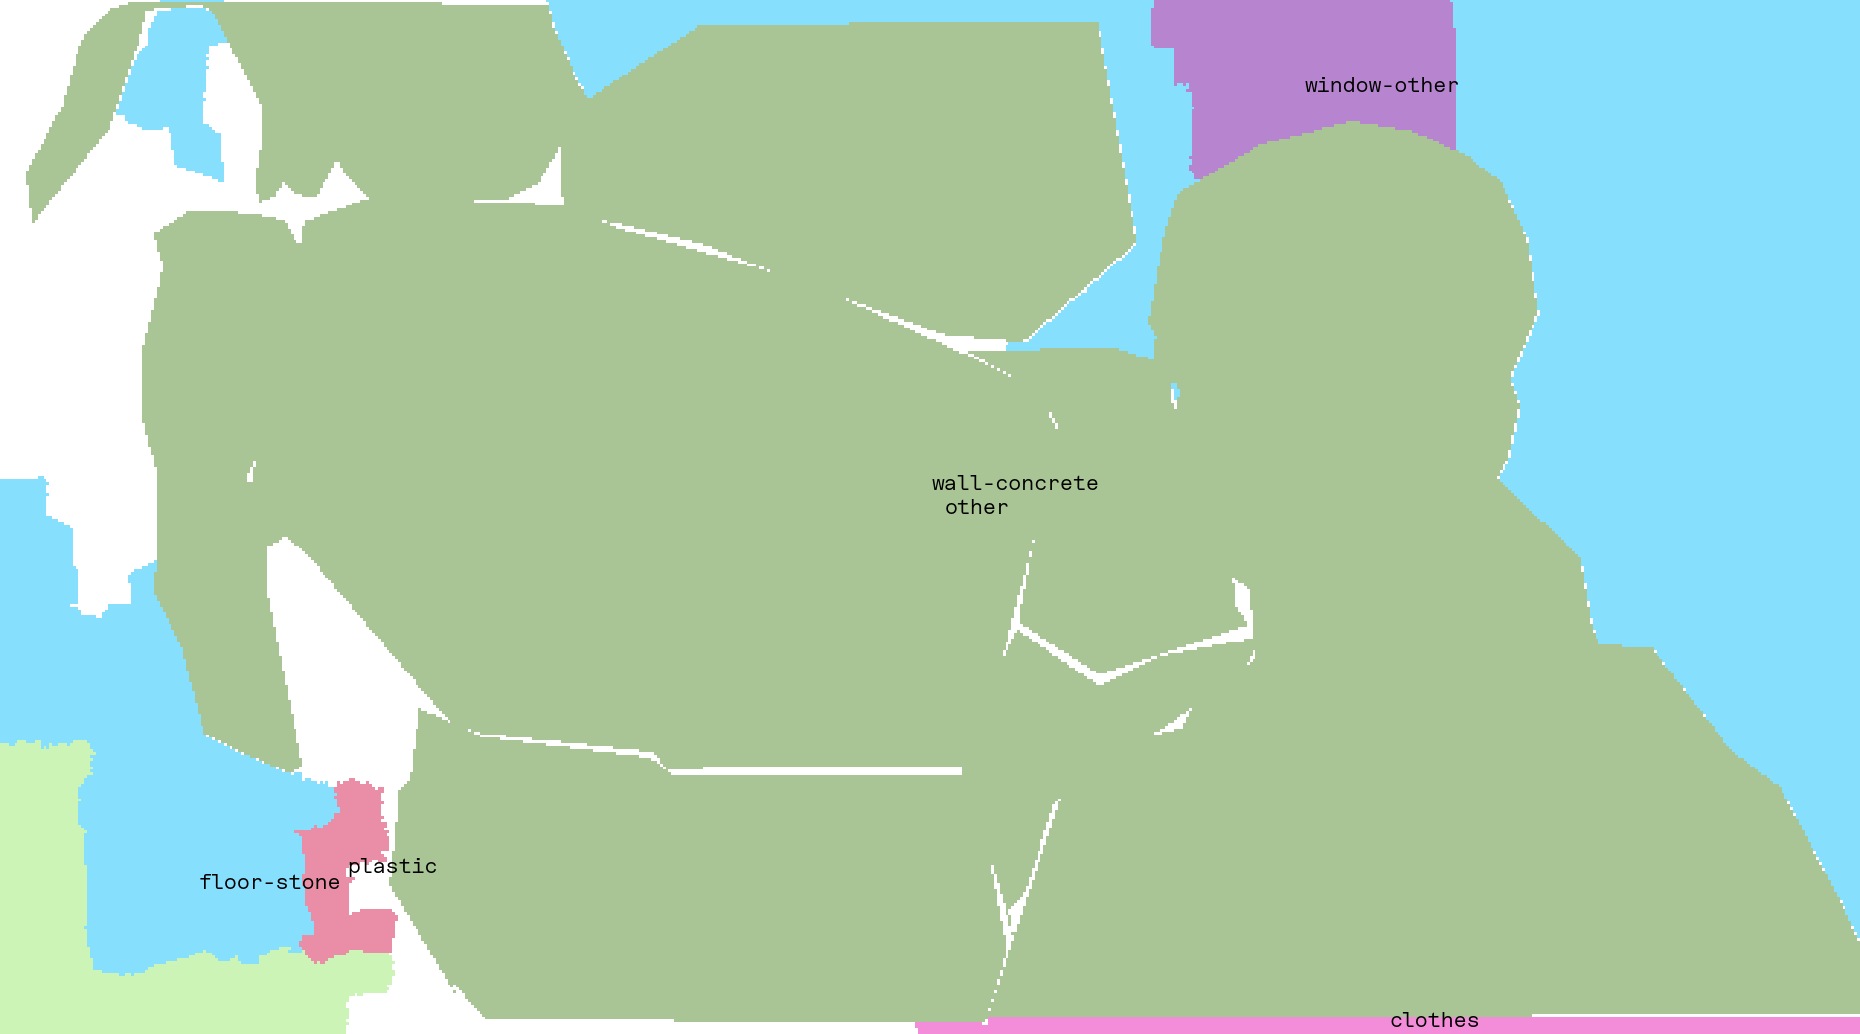 window-other
wall-concrete
other
plastic
floor-stone
clothes